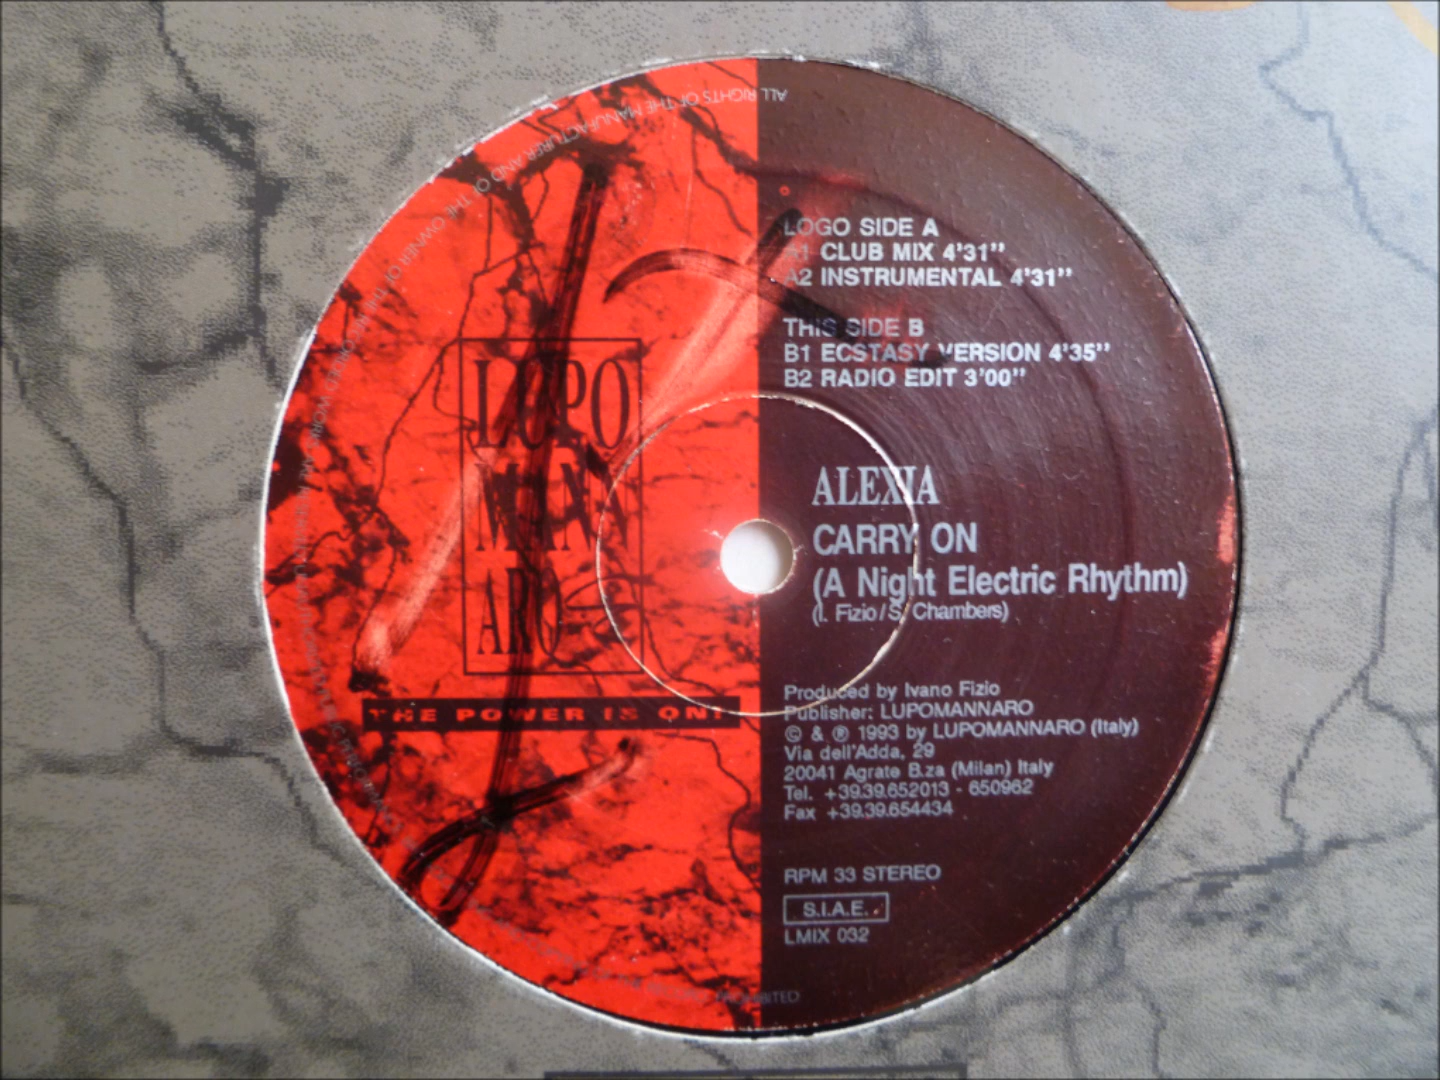 ALL RIGHTS OF THE MANUFACTURER AND OF THE OWNER OF THE
LUPO
MANN
ARO
THE POWER IS ON!
LOGO SIDE A
A1 CLUB MIX 4'31"
A2 INSTRUMENTAL 4'31"
THIS SIDE B
B1 ECSTASY VERSION 4'35"
B2 RADIO EDIT 3'00"
ALEXIA
CARRY ON
(A Night Electric Rhythm)
(I. Fizio/S. Chambers)
Produced by Ivano Fizio
Publisher: LUPOMANNARO
© & ℗ 1993 by LUPOMANNARO (Italy)
Via dell'Adda, 29
20041 Agrate B.za (Milan) Italy
Tel. +39.39.652013 - 650962
Fax +39.39.654434
RPM 33 STEREO
S.I.A.E.
LMIX 032